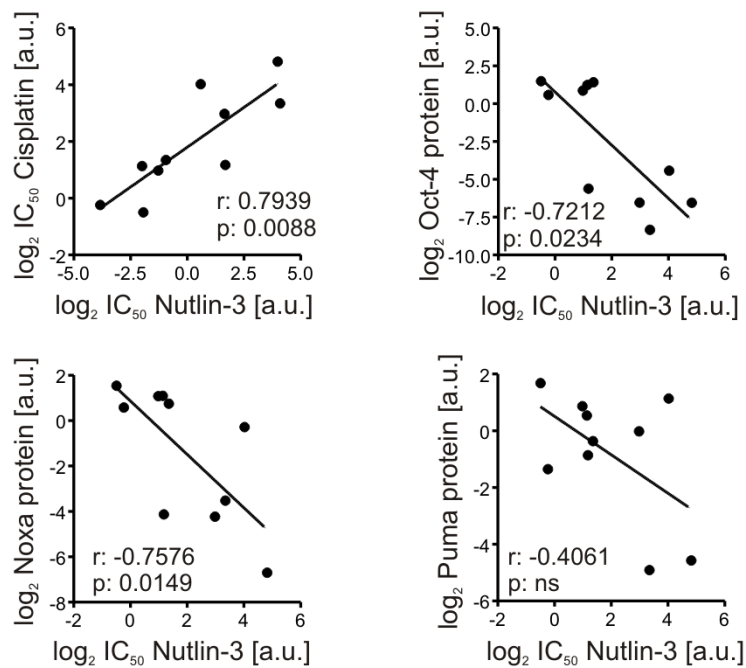 log2 IC50 Cisplatin [a.u.]
6
4
2
0
-2
-5.0 -2.5 0.0 2.5 5.0
r: 0.7939
p: 0.0088
log2 IC50 Nutlin-3 [a.u.]
log2 Oct-4 protein [a.u.]
5.0
2.5
0.0
-2.5
-5.0
-7.5
-10.0
-2 0 2 4 6
r: -0.7212
p: 0.0234
log2 IC50 Nutlin-3 [a.u.]
log2 Noxa protein [a.u.]
2
0
-2
-4
-6
-8
-2 0 2 4 6
r: -0.7576
p: 0.0149
log2 IC50 Nutlin-3 [a.u.]
log2 Puma protein [a.u.]
2
0
-2
-4
-6
-2 0 2 4 6
r: -0.4061
p: ns
log2 IC50 Nutlin-3 [a.u.]